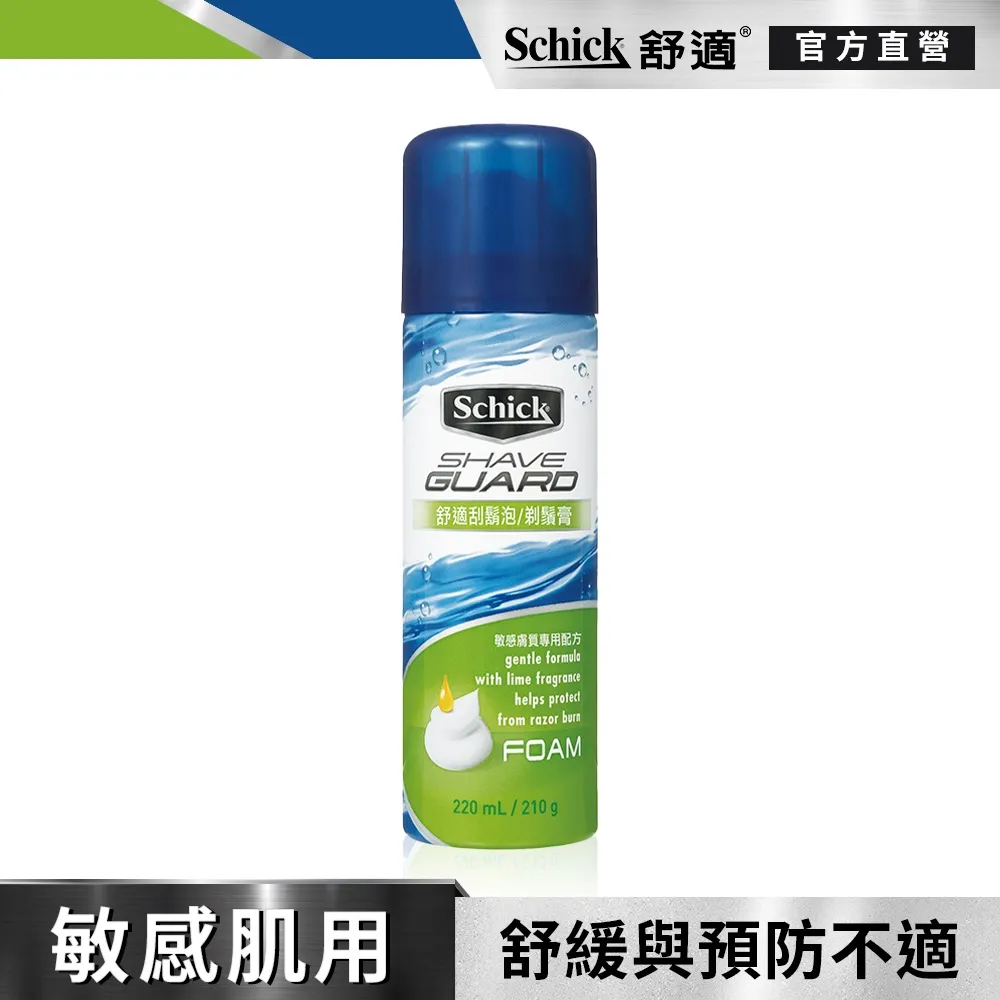 Schick 舒適® 官方直營
Schick
SHAVE
GUARD
舒適刮鬍泡/剃鬚膏
敏感膚質專用配方
gentle formula
with lime fragrance
helps protect
from razor burn
FOAM
220 mL / 210 g
敏感肌用
舒緩與預防不適